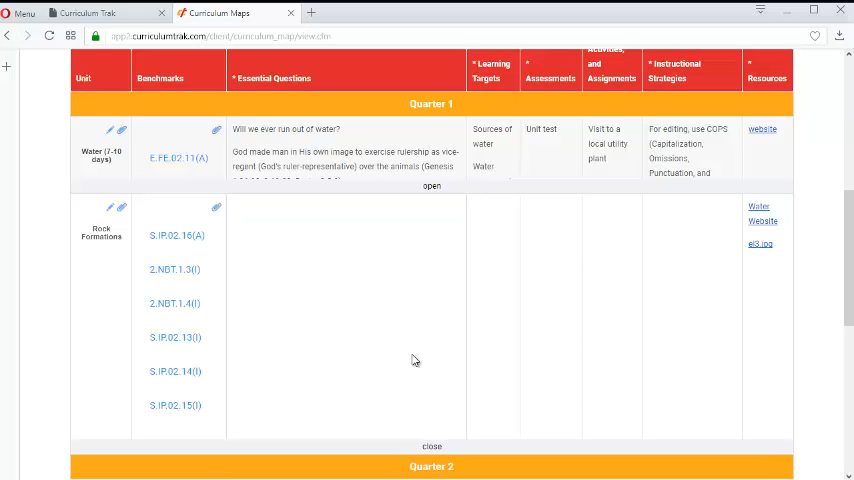 Menu
Curriculum Trak
Curriculum Maps
app2.curriculumtrak.com/client/curriculum_map/view.cfm
Unit
Benchmarks
* Essential Questions
* Learning
Targets
*
Assessments
Activities,
and
Assignments
* Instructional
Strategies
*
Resources
Quarter 1
Water (7-10
days)
E.FE.02.11(A)
Will we ever run out of water?
God made man in His own image to exercise rulership as vice-
regent (God's ruler-representative) over the animals (Genesis
Sources of
water
Water
Unit test
Visit to a
local utility
plant
For editing, use COPS
(Capitalization,
Omissions,
Punctuation, and
website
open
Rock
Formations
S.IP.02.16(A)
2.NBT.1.3(I)
2.NBT.1.4(I)
S.IP.02.13(I)
S.IP.02.14(I)
S.IP.02.15(I)
Water
Website
el3.jpg
close
Quarter 2